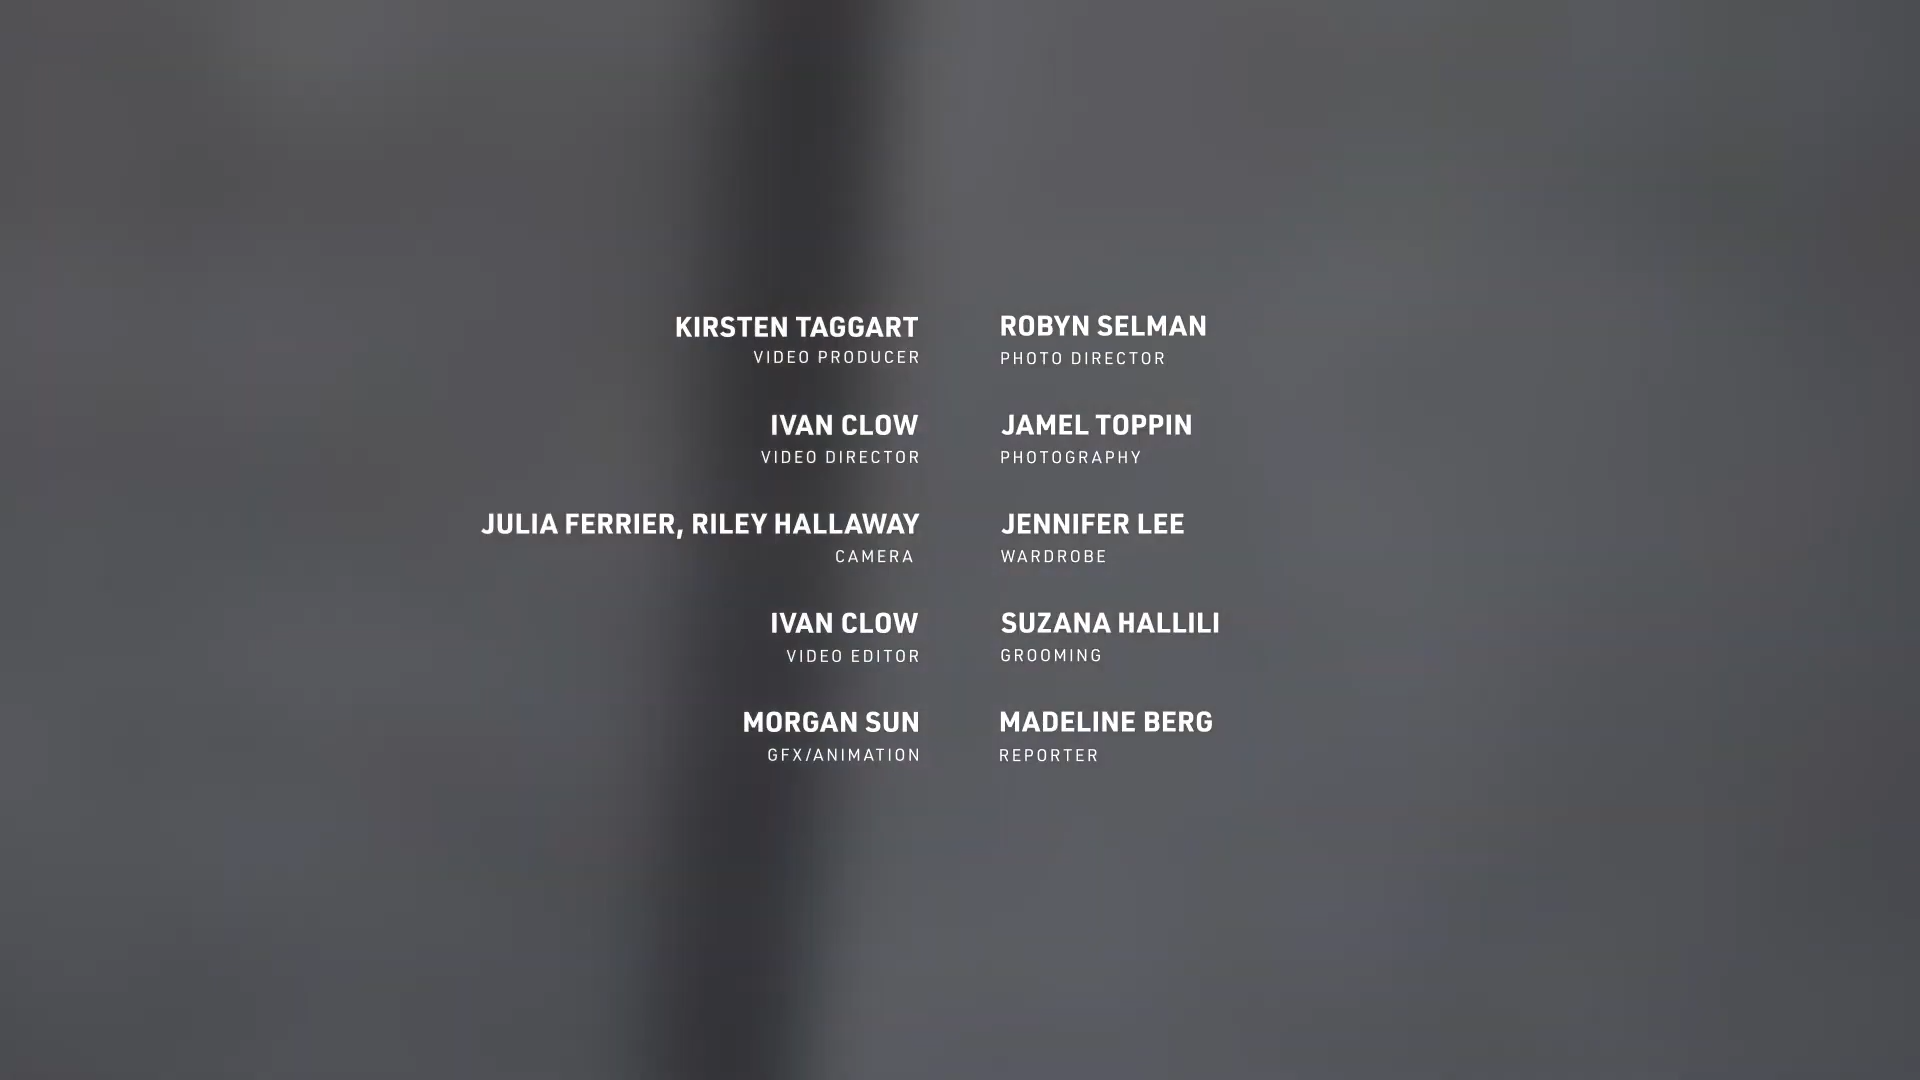 KIRSTEN TAGGART
VIDEO PRODUCER
IVAN CLOW
VIDEO DIRECTOR
JULIA FERRIER, RILEY HALLAWAY
CAMERA
IVAN CLOW
VIDEO EDITOR
MORGAN SUN
GFX/ANIMATION
ROBYN SELMAN
PHOTO DIRECTOR
JAMEL TOPPIN
PHOTOGRAPHY
JENNIFER LEE
WARDROBE
SUZANA HALLILI
GROOMING
MADELINE BERG
REPORTER